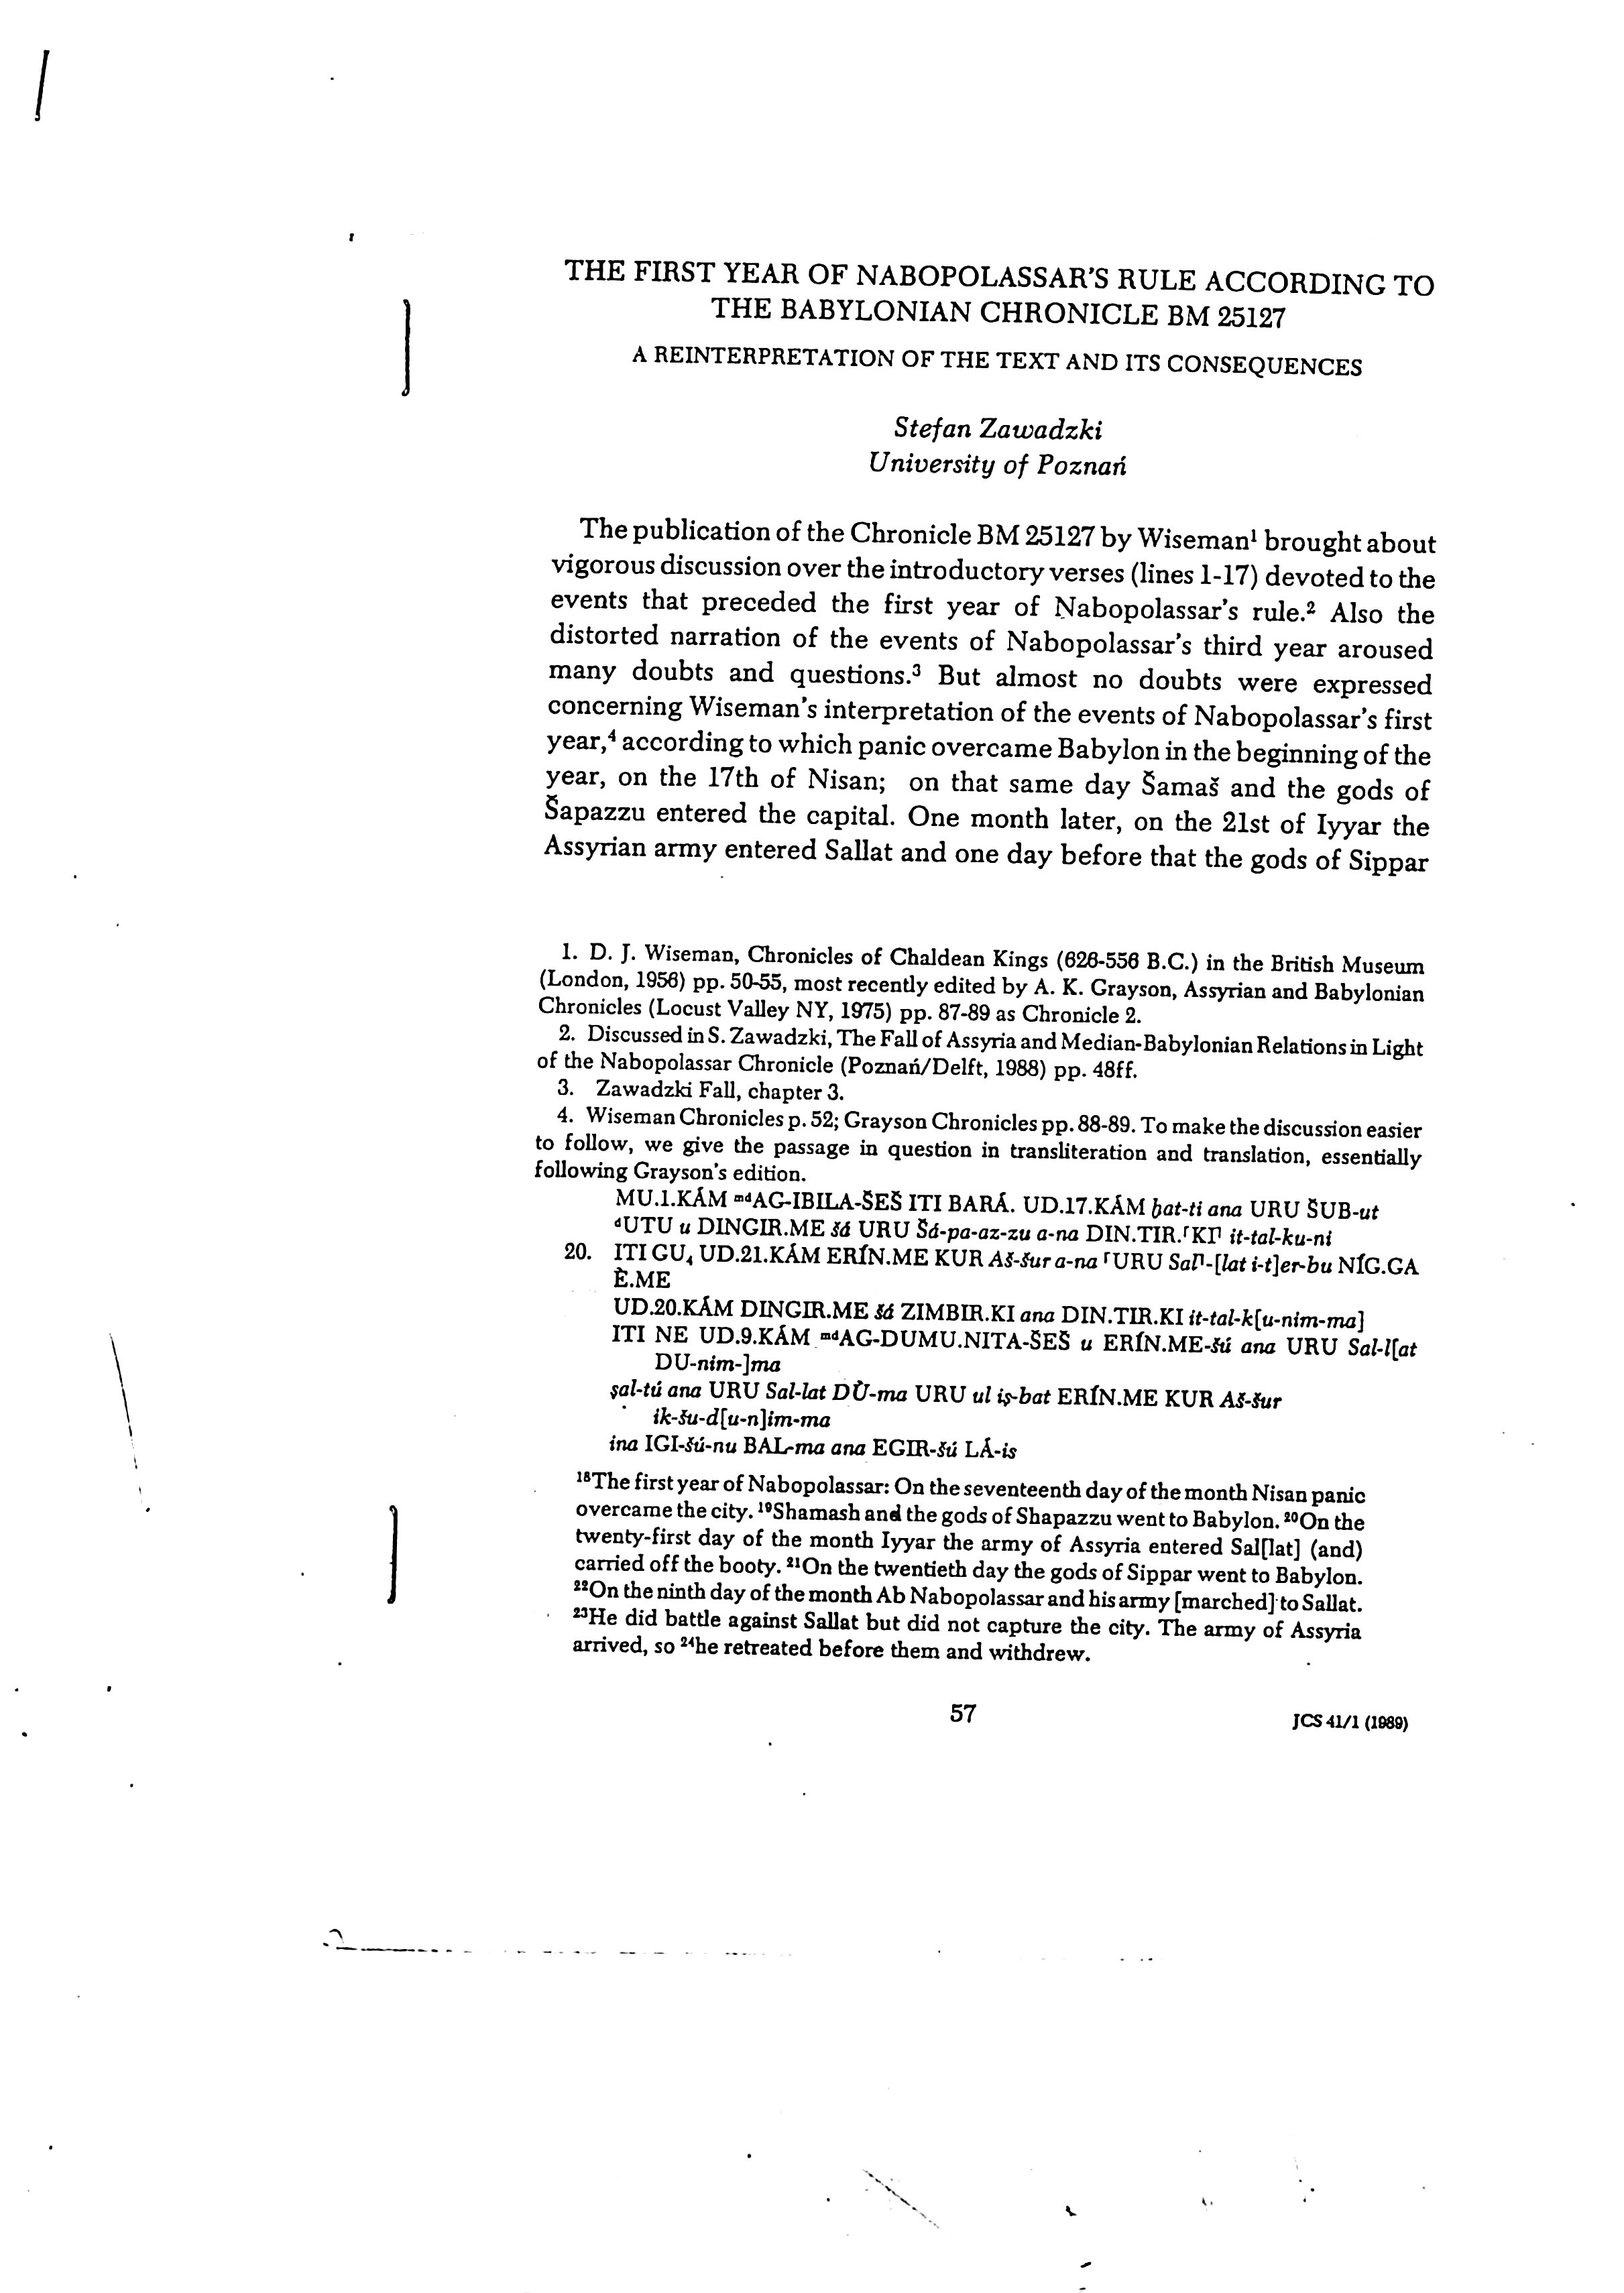 THE FIRST YEAR OF NABOPOLASSAR'S RULE ACCORDING TO
THE BABYLONIAN CHRONICLE BM 25127
A REINTERPRETATION OF THE TEXT AND ITS CONSEQUENCES
Stefan Zawadzki
University of Poznań
The publication of the Chronicle BM 25127 by Wiseman¹ brought about
vigorous discussion over the introductory verses (lines 1-17) devoted to the
events that preceded the first year of Nabopolassar's rule.² Also the
distorted narration of the events of Nabopolassar's third year aroused
many doubts and questions.³ But almost no doubts were expressed
concerning Wiseman's interpretation of the events of Nabopolassar's first
year,⁴ according to which panic overcame Babylon in the beginning of the
year, on the 17th of Nisan; on that same day Šamaš and the gods of
Šapazzu entered the capital. One month later, on the 21st of Iyyar the
Assyrian army entered Sallat and one day before that the gods of Sippar
1. D. J. Wiseman, Chronicles of Chaldean Kings (626-556 B.C.) in the British Museum
(London, 1956) pp. 50-55, most recently edited by A. K. Grayson, Assyrian and Babylonian
Chronicles (Locust Valley NY, 1975) pp. 87-89 as Chronicle 2.
2. Discussed in S. Zawadzki, The Fall of Assyria and Median-Babylonian Relations in Light
of the Nabopolassar Chronicle (Poznań/Delft, 1988) pp. 48ff.
3. Zawadzki Fall, chapter 3.
4. Wiseman Chronicles p. 52; Grayson Chronicles pp. 88-89. To make the discussion easier
to follow, we give the passage in question in transliteration and translation, essentially
following Grayson's edition.
MU.1.KÁM ᵐᵈAG-IBILA-ŠEŠ ITI BARÁ. UD.17.KÁM ḫat-ti ana URU ŠUB-ut
ᵈUTU u DINGIR.ME šá URU Šá-pa-az-zu a-na DIN.TIR.⸢KI⸣ it-tal-ku-ni
20. ITI GU₄ UD.21.KÁM ERÍN.ME KUR Aš-šur a-na ⸢URU Sal⸣-[lat i-t]er-bu NÍG.GA
È.ME
UD.20.KÁM DINGIR.ME šá ZIMBIR.KI ana DIN.TIR.KI it-tal-k[u-nim-ma]
ITI NE UD.9.KÁM ᵐᵈAG-DUMU.NITA-ŠEŠ u ERÍN.ME-šú ana URU Sal-l[at
DU-nim-]ma
ṣal-tú ana URU Sal-lat DÙ-ma URU ul iṣ-bat ERÍN.ME KUR Aš-šur
ik-šu-d[u-n]im-ma
ina IGI-šú-nu BAL-ma ana EGIR-šú LÁ-is
¹⁸The first year of Nabopolassar: On the seventeenth day of the month Nisan panic
overcame the city. ¹⁹Shamash and the gods of Shapazzu went to Babylon. ²⁰On the
twenty-first day of the month Iyyar the army of Assyria entered Sal[lat] (and)
carried off the booty. ²¹On the twentieth day the gods of Sippar went to Babylon.
²²On the ninth day of the month Ab Nabopolassar and his army [marched] to Sallat.
²³He did battle against Sallat but did not capture the city. The army of Assyria
arrived, so ²⁴he retreated before them and withdrew.
57
JCS 41/1 (1989)